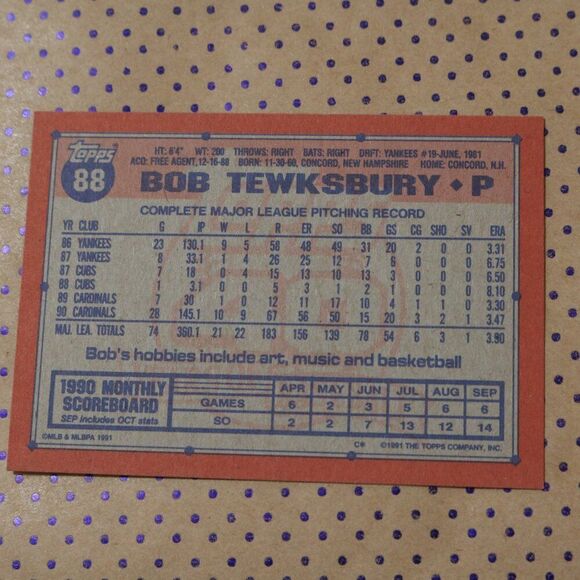 Topps
88
HT: 6'4" WT: 200 THROWS: RIGHT BATS: RIGHT DRFT: YANKEES #19-JUNE, 1981
ACQ: FREE AGENT, 12-16-88 BORN: 11-30-60, CONCORD, NEW HAMPSHIRE HOME: CONCORD, N.H.
BOB TEWKSBURY • P
COMPLETE MAJOR LEAGUE PITCHING RECORD
YR CLUB G IP W L R ER SO BB GS CG SHO SV ERA
86 YANKEES 23 130.1 9 5 58 48 49 31 20 2 0 0 3.31
87 YANKEES 8 33.1 1 4 26 25 12 7 6 0 0 0 6.75
87 CUBS 7 18 0 4 15 13 10 13 3 0 0 0 6.50
88 CUBS 1 3.1 0 0 5 3 1 2 1 0 0 0 8.10
89 CARDINALS 7 30 1 0 12 11 17 10 4 1 1 0 3.30
90 CARDINALS 28 145.1 10 9 67 56 50 15 20 3 2 1 3.47
MAJ. LEA. TOTALS 74 360.1 21 22 183 156 139 78 54 6 3 1 3.90
Bob's hobbies include art, music and basketball
1990 MONTHLY SCOREBOARD
SEP includes OCT stats
APR MAY JUN JUL AUG SEP
GAMES 6 2 3 5 6 6
SO 2 2 7 13 12 14
©MLB & MLBPA 1991
C* ©1991 THE TOPPS COMPANY, INC.